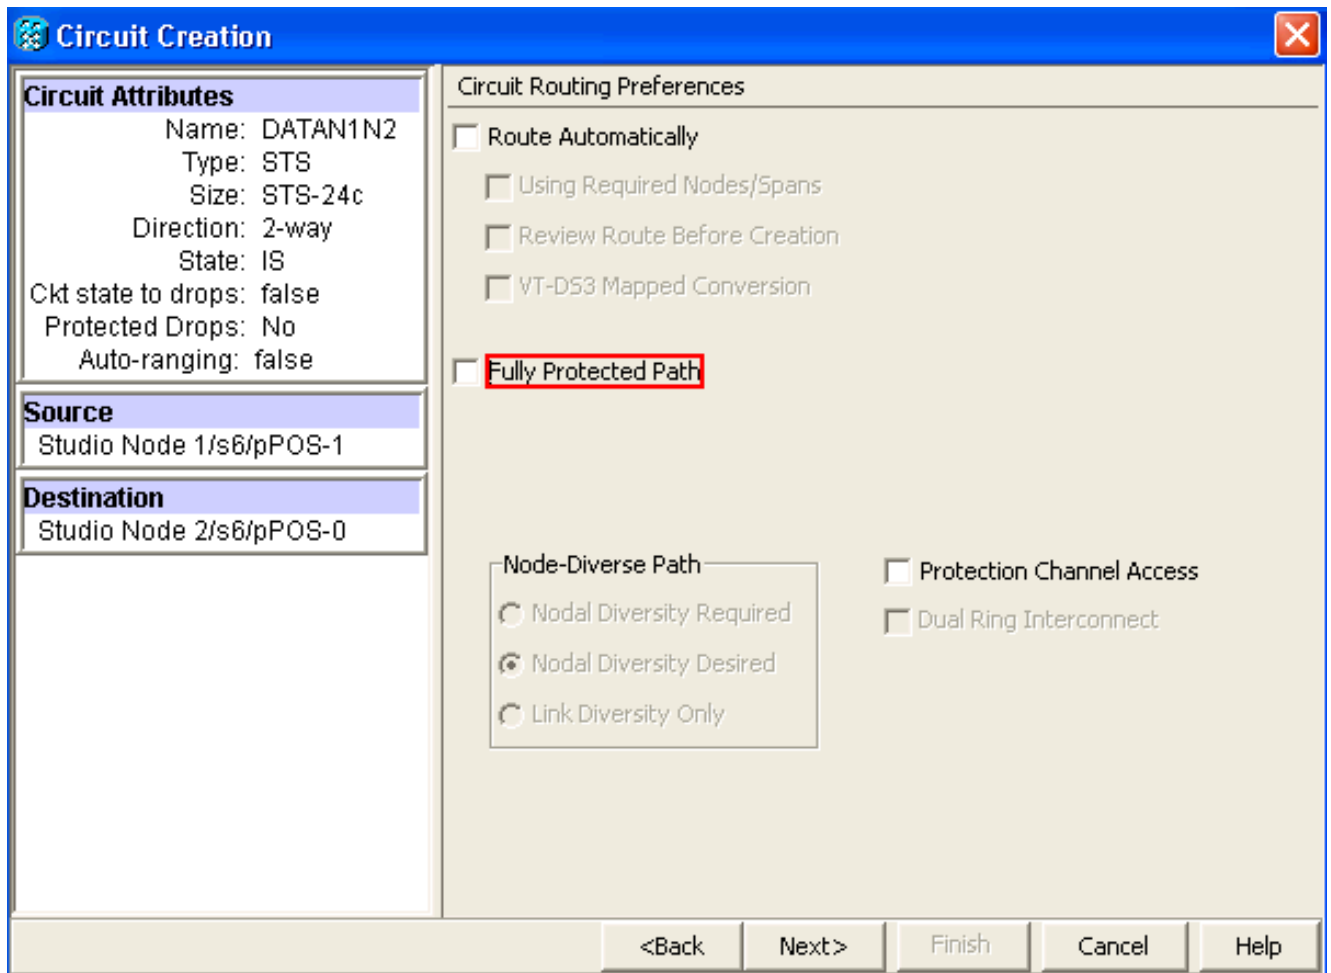 Circuit Creation
Circuit Attributes
Name: DATAN1N2
Type: STS
Size: STS-24c
Direction: 2-way
State: IS
Ckt state to drops: false
Protected Drops: No
Auto-ranging: false
Source
Studio Node 1/s6/pPOS-1
Destination
Studio Node 2/s6/pPOS-0
Circuit Routing Preferences
Route Automatically
Using Required Nodes/Spans
Review Route Before Creation
VT-DS3 Mapped Conversion
Fully Protected Path
Node-Diverse Path
Nodal Diversity Required
Nodal Diversity Desired
Link Diversity Only
Protection Channel Access
Dual Ring Interconnect
<Back Next> Finish Cancel Help